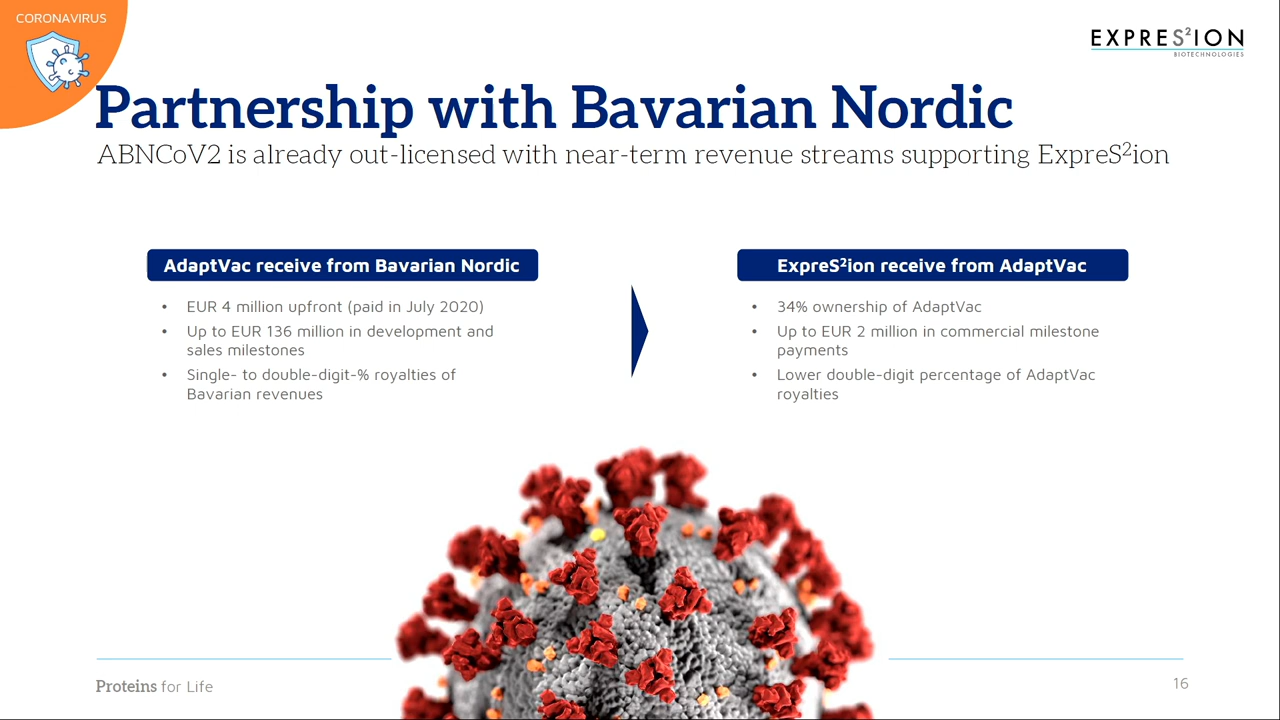 CORONAVIRUS
EXPRES²ION
BIOTECHNOLOGIES
Partnership with Bavarian Nordic
ABNCoV2 is already out-licensed with near-term revenue streams supporting ExpreS²ion
AdaptVac receive from Bavarian Nordic
• EUR 4 million upfront (paid in July 2020)
• Up to EUR 136 million in development and
sales milestones
• Single- to double-digit-% royalties of
Bavarian revenues
ExpreS²ion receive from AdaptVac
• 34% ownership of AdaptVac
• Up to EUR 2 million in commercial milestone
payments
• Lower double-digit percentage of AdaptVac
royalties
Proteins for Life
16